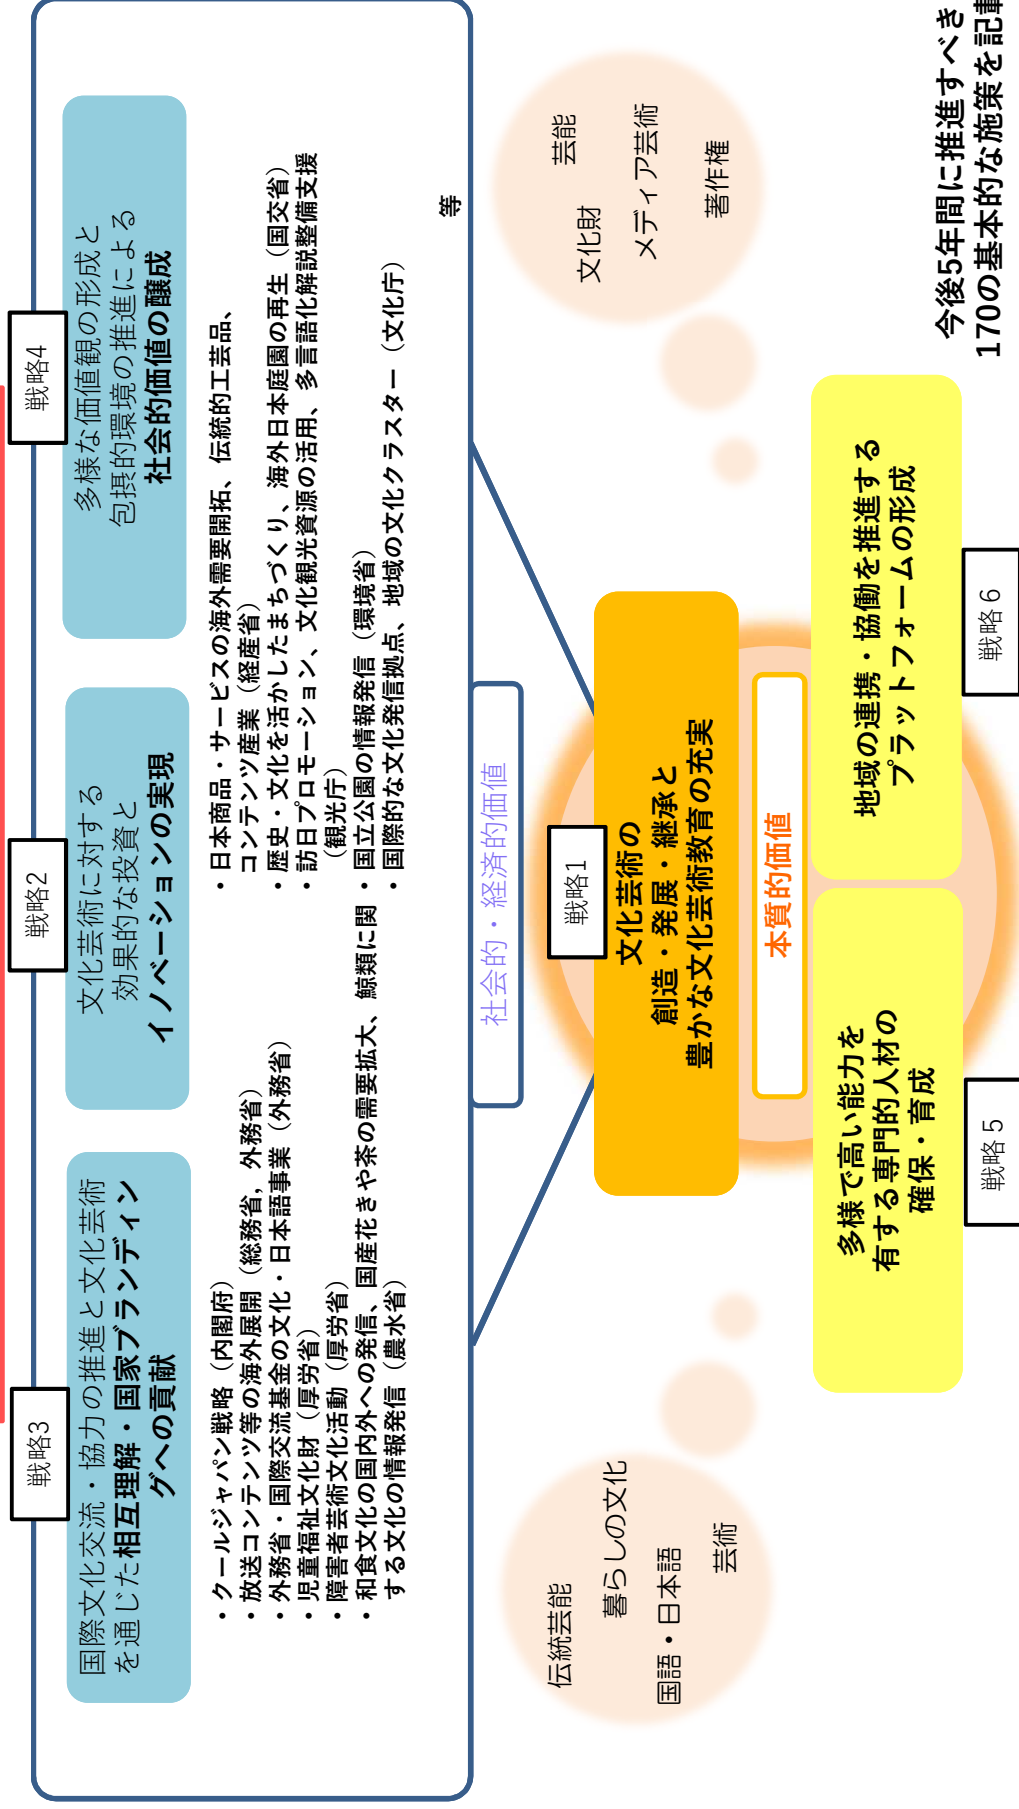 戦略3
国際文化交流・協力の推進と文化芸術
を通じた相互理解・国家ブランディン
グへの貢献
戦略2
文化芸術に対する
効果的な投資と
イノベーションの実現
戦略4
多様な価値観の形成と
包摂的環境の推進による
社会的価値の醸成
・クールジャパン戦略（内閣府）
・放送コンテンツ等の海外展開（総務省，外務省）
・外務省・国際交流基金の文化・日本語事業（外務省）
・児童福祉文化財（厚労省）
・障害者芸術文化活動（厚労省）
・和食文化の国内外への発信、国産花きや茶の需要拡大、鯨類に関
する文化の情報発信（農水省）
・日本商品・サービスの海外需要開拓、伝統的工芸品、
コンテンツ産業（経産省）
・歴史・文化を活かしたまちづくり、海外日本庭園の再生（国交省）
・訪日プロモーション、文化観光資源の活用、多言語化解説整備支援
（観光庁）
・国立公園の情報発信（環境省）
・国際的な文化発信拠点、地域の文化クラスター（文化庁）
等
社会的・経済的価値
伝統芸能
暮らしの文化
国語・日本語
芸術
戦略1
文化芸術の
創造・発展・継承と
豊かな文化芸術教育の充実
本質的価値
芸能
文化財
メディア芸術
著作権
多様で高い能力を
有する専門的人材の
確保・育成
戦略 5
地域の連携・協働を推進する
プラットフォームの形成
戦略 6
今後5年間に推進すべき
170の基本的な施策を記載